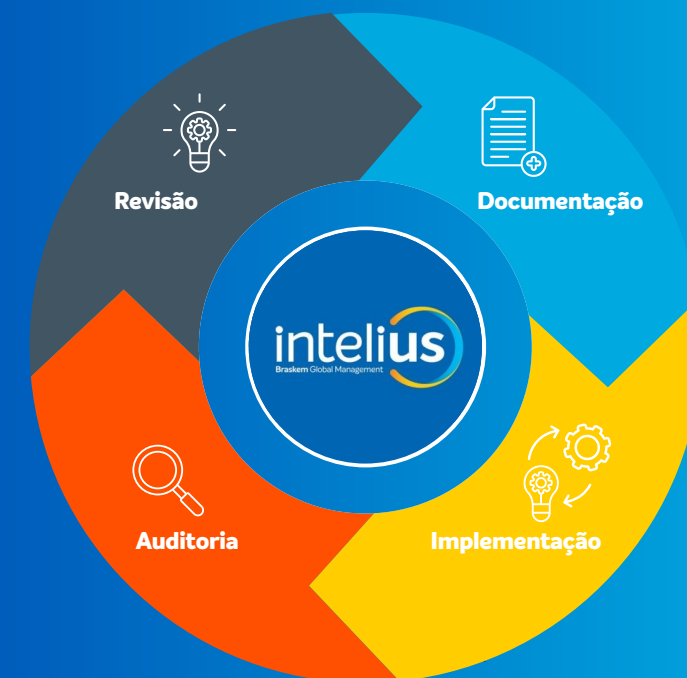 Revisão
Documentação
intelius
Braskem Global Management
Auditoria
Implementação